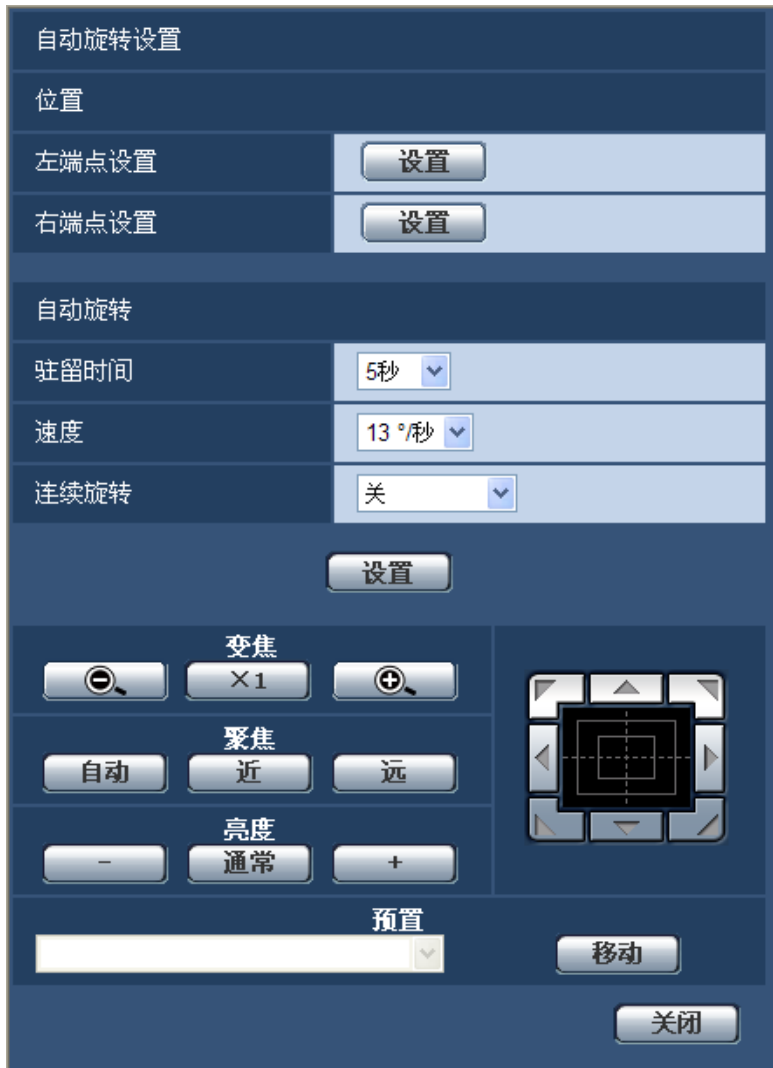 自动旋转设置
位置
左端点设置 设置
右端点设置 设置
自动旋转
驻留时间 5秒
速度 13 °/秒
连续旋转 关
设置
变焦
×1
聚焦
自动 近 远
亮度
- 通常 +
预置
移动
关闭